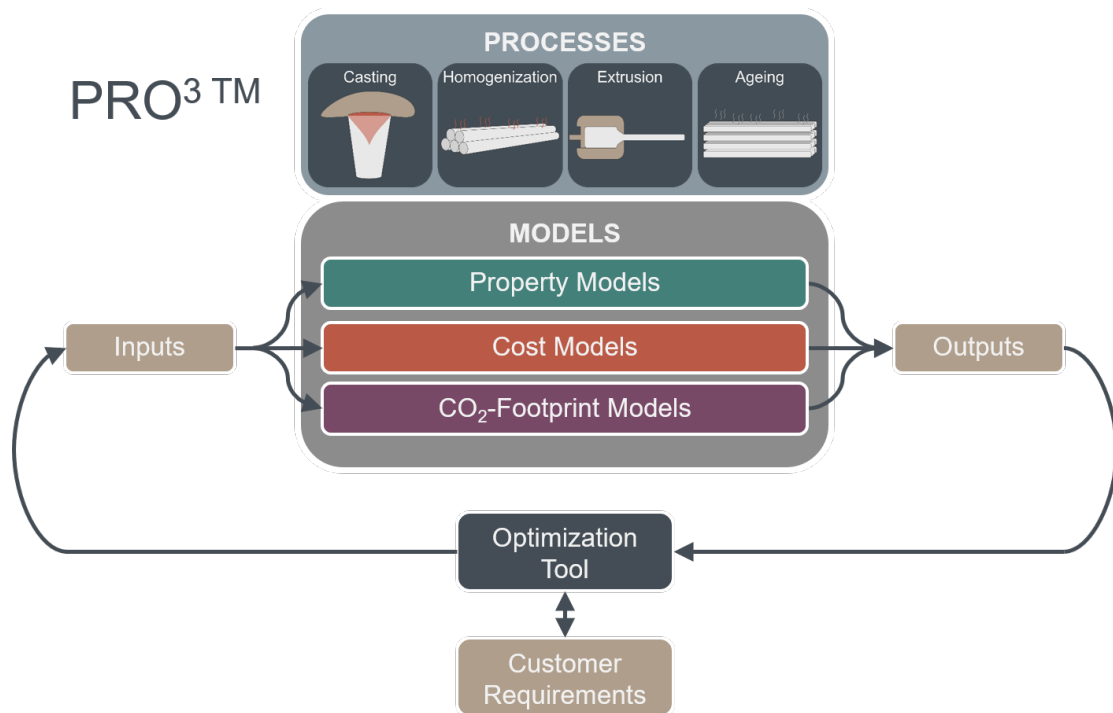 PROCESSES
PRO³ ™
Casting
Homogenization
Extrusion
Ageing
MODELS
Property Models
Inputs
Cost Models
Outputs
CO₂-Footprint Models
Optimization
Tool
Customer
Requirements